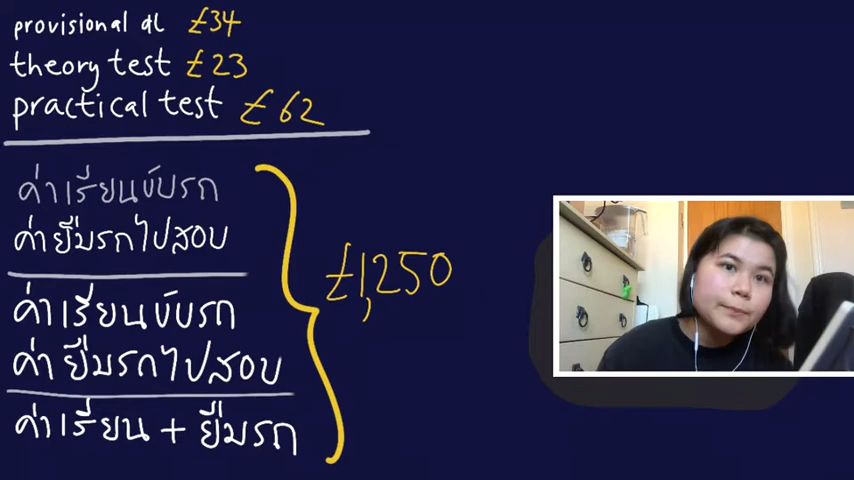 provisional dl £34
theory test £23
practical test £62
ค่าเรียนขับรถ
ค่ายืมรถไปสอบ
£1,250
ค่าเรียนขับรถ
ค่ายืมรถไปสอบ
ค่าเรียน + ยืมรถ